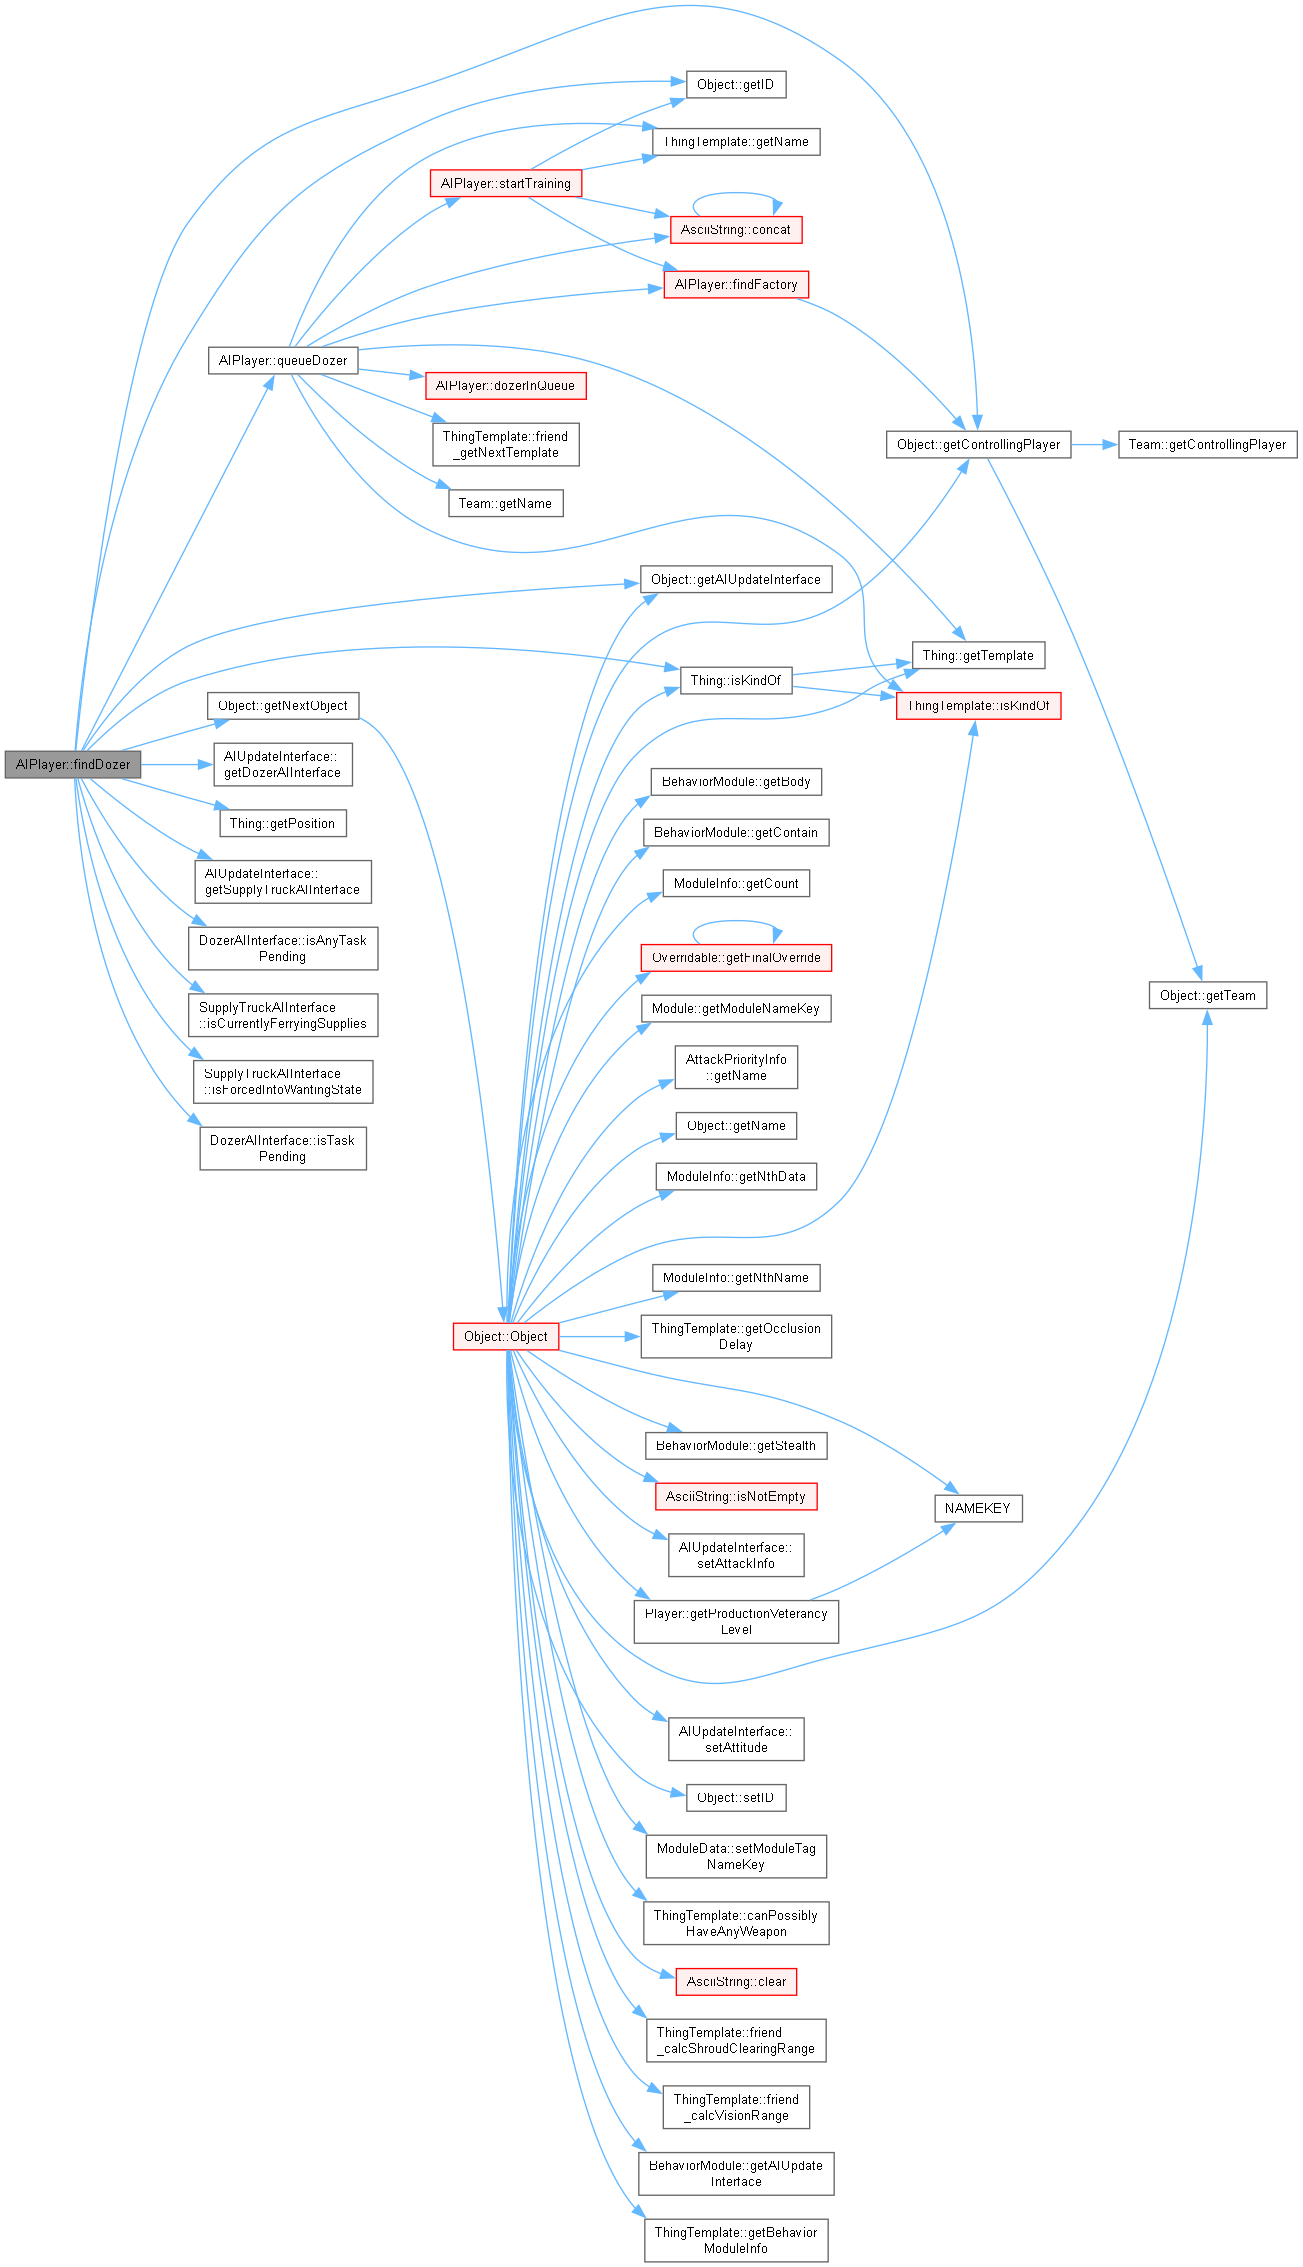 Object::getID
ThingTemplate::getName
AIPlayer::startTraining
AsciiString::concat
AIPlayer::findFactory
AIPlayer::queueDozer
AIPlayer::dozerInQueue
ThingTemplate::friend
_getNextTemplate
Object::getControllingPlayer
Team::getControllingPlayer
Team::getName
Object::getAIUpdateInterface
Thing::getTemplate
Thing::isKindOf
Object::getNextObject
ThingTemplate::isKindOf
AIPlayer::findDozer
AIUpdateInterface::
getDozerAIInterface
BehaviorModule::getBody
Thing::getPosition
BehaviorModule::getContain
AIUpdateInterface::
getSupplyTruckAIInterface
ModuleInfo::getCount
DozerAIInterface::isAnyTask
Pending
Overridable::getFinalOverride
SupplyTruckAIInterface
::isCurrentlyFerryingSupplies
Module::getModuleNameKey
Object::getTeam
SupplyTruckAIInterface
::isForcedIntoWantingState
AttackPriorityInfo
::getName
DozerAIInterface::isTask
Pending
Object::getName
ModuleInfo::getNthData
ModuleInfo::getNthName
Object::Object
ThingTemplate::getOcclusion
Delay
BehaviorModule::getStealth
AsciiString::isNotEmpty
NAMEKEY
AIUpdateInterface::
setAttackInfo
Player::getProductionVeterancy
Level
AIUpdateInterface::
setAttitude
Object::setID
ModuleData::setModuleTag
NameKey
ThingTemplate::canPossibly
HaveAnyWeapon
AsciiString::clear
ThingTemplate::friend
_calcShroudClearingRange
ThingTemplate::friend
_calcVisionRange
BehaviorModule::getAIUpdate
Interface
ThingTemplate::getBehavior
ModuleInfo